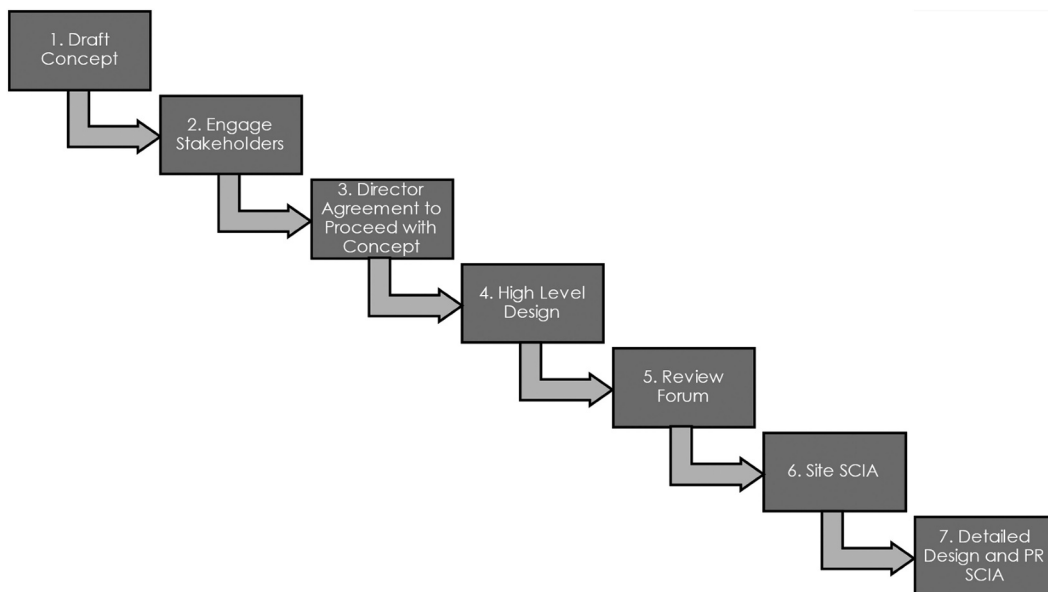 1. Draft
Concept
2. Engage
Stakeholders
3. Director
Agreement to
Proceed with
Concept
4. High Level
Design
5. Review
Forum
6. Site SCIA
7. Detailed
Design and PR
SCIA